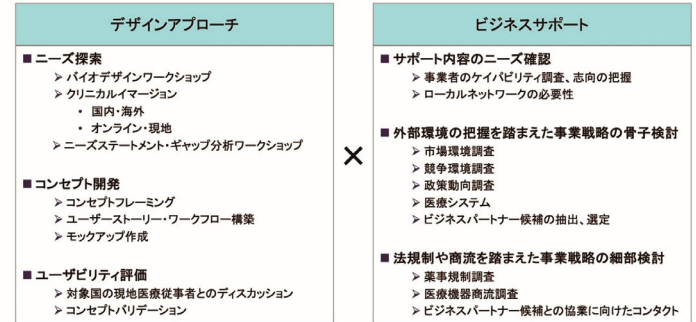 デザインアプローチ
■ ニーズ探索
➢ バイオデザインワークショップ
➢ クリニカルイマージョン
・ 国内・海外
・ オンライン・現地
➢ ニーズステートメント・ギャップ分析ワークショップ
■ コンセプト開発
➢ コンセプトフレーミング
➢ ユーザーストーリー・ワークフロー構築
➢ モックアップ作成
■ ユーザビリティ評価
➢ 対象国の現地医療従事者とのディスカッション
➢ コンセプトバリデーション
×
ビジネスサポート
■ サポート内容のニーズ確認
➢ 事業者のケイパビリティ調査、志向の把握
➢ ローカルネットワークの必要性
■ 外部環境の把握を踏まえた事業戦略の骨子検討
➢ 市場環境調査
➢ 競争環境調査
➢ 政策動向調査
➢ 医療システム
➢ ビジネスパートナー候補の抽出、選定
■ 法規制や商流を踏まえた事業戦略の細部検討
➢ 薬事規制調査
➢ 医療機器商流調査
➢ ビジネスパートナー候補との協業に向けたコンタクト